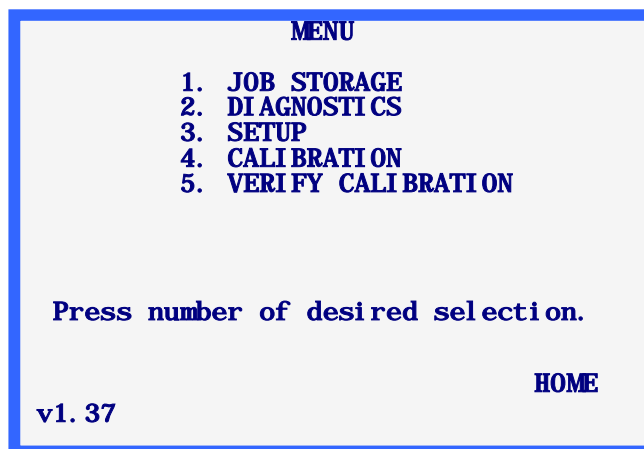 MENU
1. JOB STORAGE
2. DIAGNOSTICS
3. SETUP
4. CALIBRATION
5. VERIFY CALIBRATION
Press number of desired selection.
HOME
v1.37